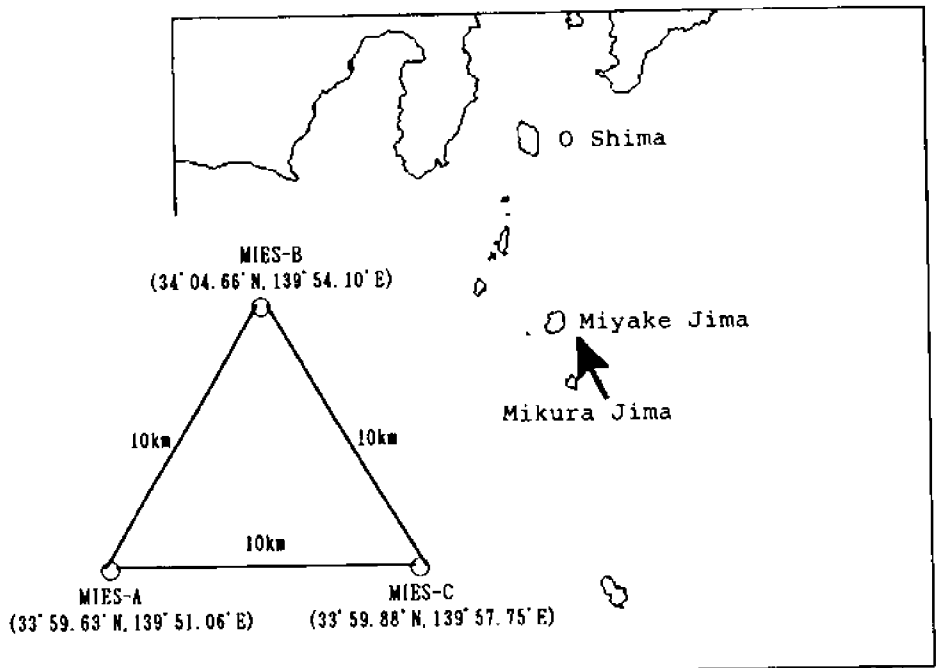 O Shima
MIES-B
(34° 04.66' N, 139° 54.10' E)
Miyake Jima
Mikura Jima
10km
10km
10km
MIES-A
(33° 59.63' N, 139° 51.06' E)
MIES-C
(33° 59.88' N, 139° 57.75' E)